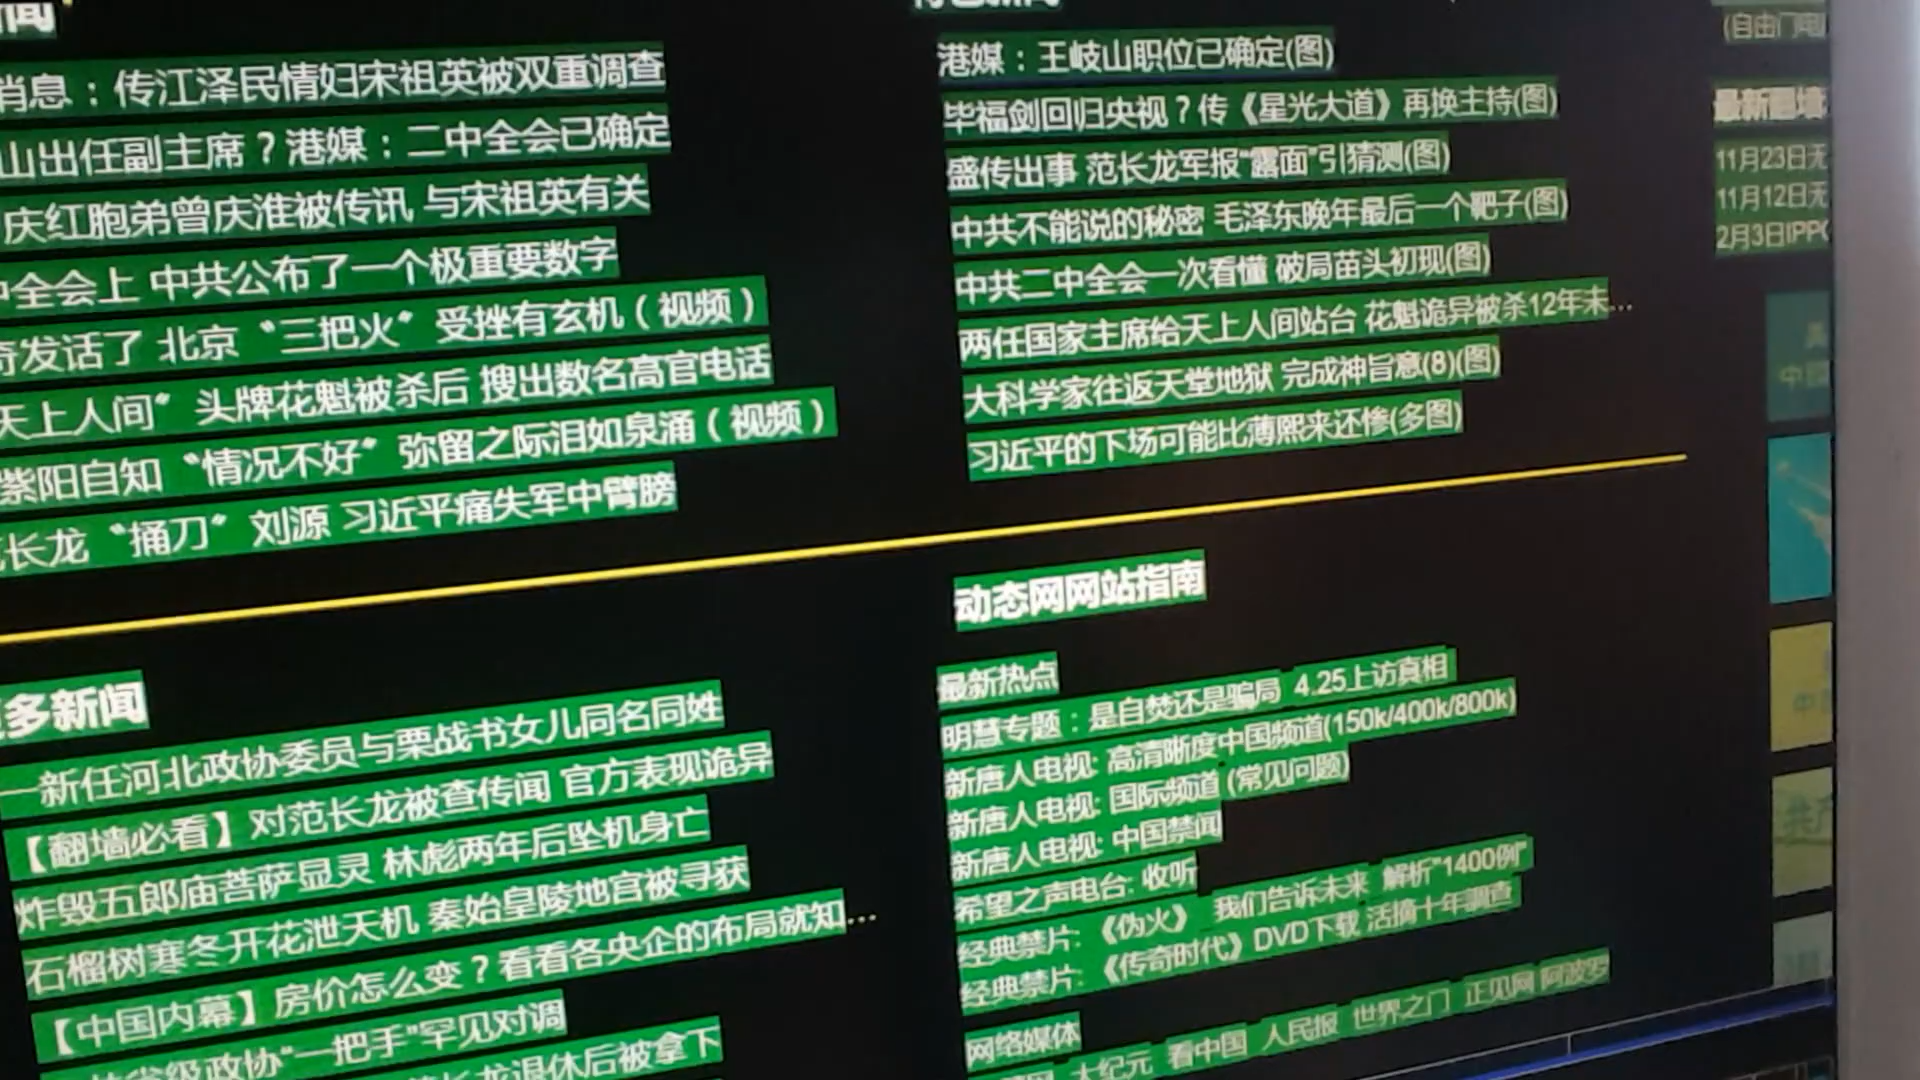 闻
消息：传江泽民情妇宋祖英被双重调查
山出任副主席？港媒：二中全会已确定
庆红胞弟曾庆淮被传讯 与宋祖英有关
中全会上 中共公布了一个极重要数字
奇发话了 北京“三把火”受挫有玄机（视频）
天上人间”头牌花魁被杀后 搜出数名高官电话
紫阳自知“情况不好”弥留之际泪如泉涌（视频）
长龙“捅刀”刘源 习近平痛失军中臂膀
多新闻
一新任河北政协委员与栗战书女儿同名同姓
【翻墙必看】对范长龙被查传闻 官方表现诡异
炸毁五郎庙菩萨显灵 林彪两年后坠机身亡
石榴树寒冬开花泄天机 秦始皇陵地宫被寻获
【中国内幕】房价怎么变？看看各央企的布局就知...
省级政协“一把手”罕见对调
长龙退休后被拿下
港媒：王岐山职位已确定(图)
毕福剑回归央视？传《星光大道》再换主持(图)
盛传出事 范长龙军报“露面”引猜测(图)
中共不能说的秘密 毛泽东晚年最后一个靶子(图)
中共二中全会一次看懂 破局苗头初现(图)
两任国家主席给天上人间站台 花魁诡异被杀12年未...
大科学家往返天堂地狱 完成神旨意(8)(图)
习近平的下场可能比薄熙来还惨(多图)
动态网网站指南
最新热点
明慧专题：是自焚还是骗局 4.25上访真相
新唐人电视: 高清晰度中国频道(150k/400k/800k)
新唐人电视: 国际频道 (常见问题)
新唐人电视: 中国禁闻
希望之声电台: 收听
经典禁片: 《伪火》 我们告诉未来 解析“1400例”
经典禁片: 《传奇时代》DVD下载 活摘十年调查
网络媒体
大纪元 看中国 人民报 世界之门 正见网 阿波罗
(自由门电
最新翻墙
11月23日无
11月12日无
2月3日IPPO